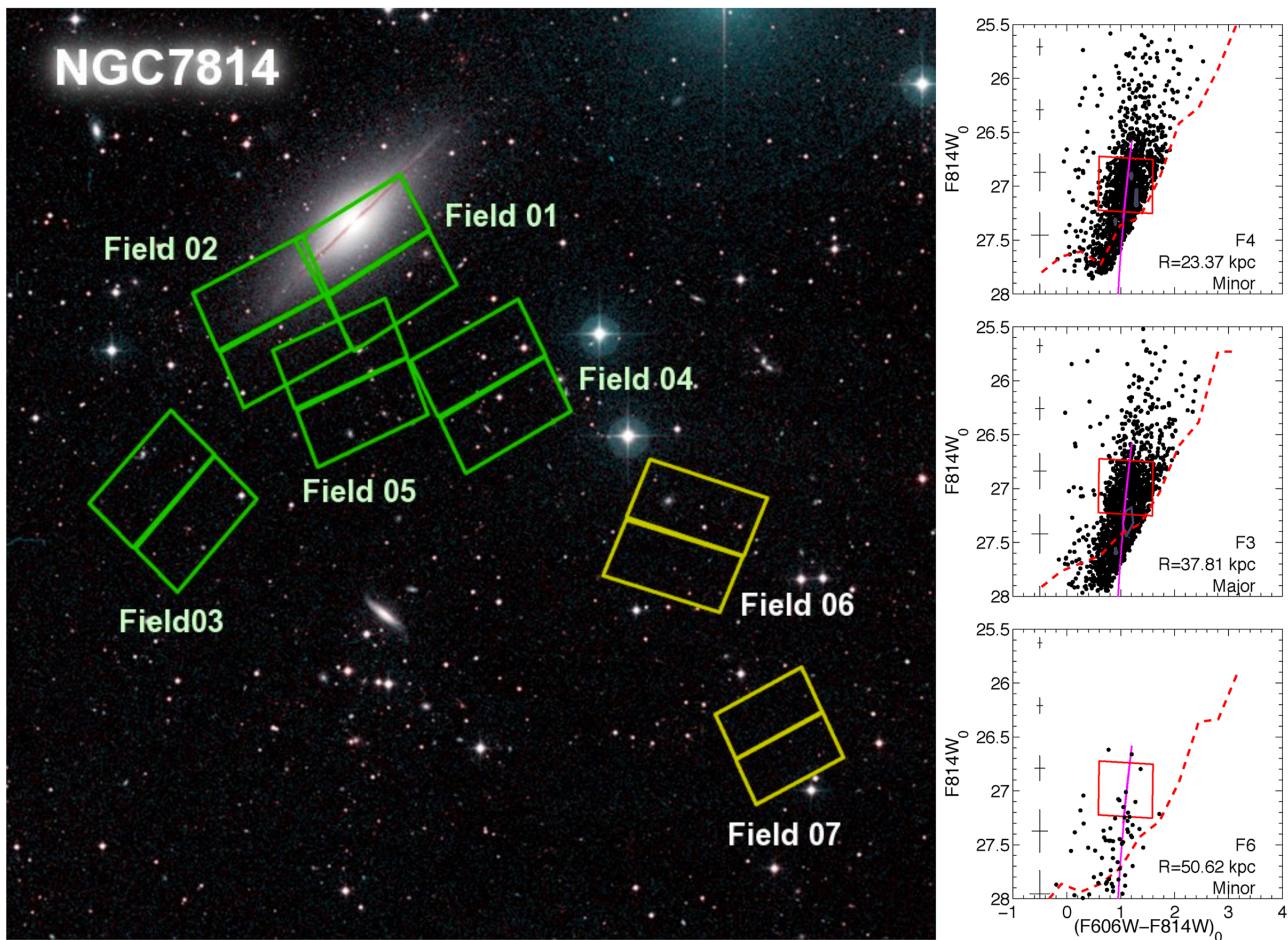 NGC7814
Field 01
Field 02
Field 04
Field 05
Field03
Field 06
Field 07
25.5
26
26.5
27
27.5
28
F814W₀
F4
R=23.37 kpc
Minor
25.5
26
26.5
27
27.5
28
F814W₀
F3
R=37.81 kpc
Major
25.5
26
26.5
27
27.5
28
F814W₀
F6
R=50.62 kpc
Minor
−1 0 1 2 3 4
(F606W−F814W)₀